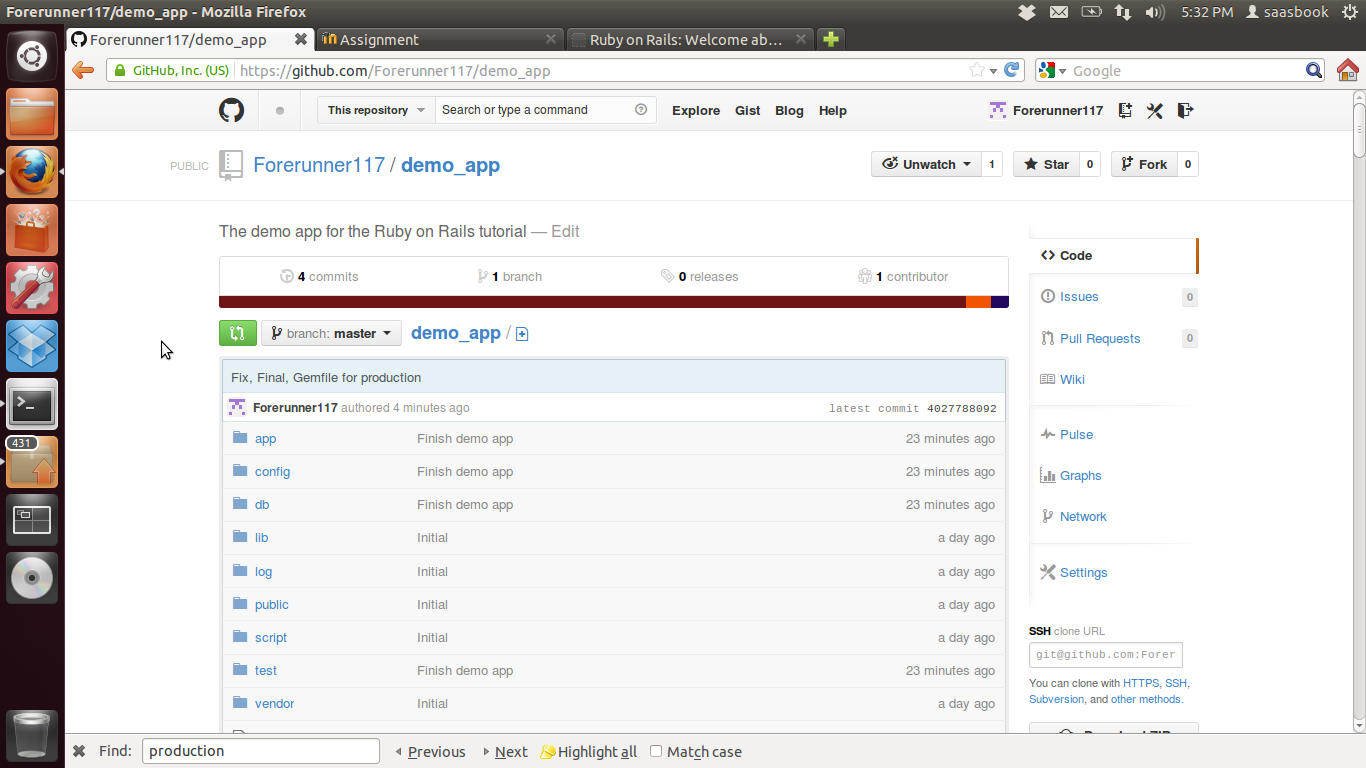 Forerunner117/demo_app - Mozilla Firefox
5:32 PM saasbook
Forerunner117/demo_app Assignment Ruby on Rails: Welcome ab...
GitHub, Inc. (US) https://github.com/Forerunner117/demo_app Google
This repository Search or type a command Explore Gist Blog Help Forerunner117
PUBLIC Forerunner117 / demo_app Unwatch 1 Star 0 Fork 0
The demo app for the Ruby on Rails tutorial — Edit
4 commits 1 branch 0 releases 1 contributor
branch: master demo_app /
Fix, Final, Gemfile for production
Forerunner117 authored 4 minutes ago latest commit 4027788092
app Finish demo app 23 minutes ago
config Finish demo app 23 minutes ago
db Finish demo app 23 minutes ago
lib Initial a day ago
log Initial a day ago
public Initial a day ago
script Initial a day ago
test Finish demo app 23 minutes ago
vendor Initial a day ago
Code
Issues 0
Pull Requests 0
Wiki
Pulse
Graphs
Network
Settings
SSH clone URL
git@github.com:Forer
You can clone with HTTPS, SSH,
Subversion, and other methods.
Download ZIP
431
Find: production Previous Next Highlight all Match case